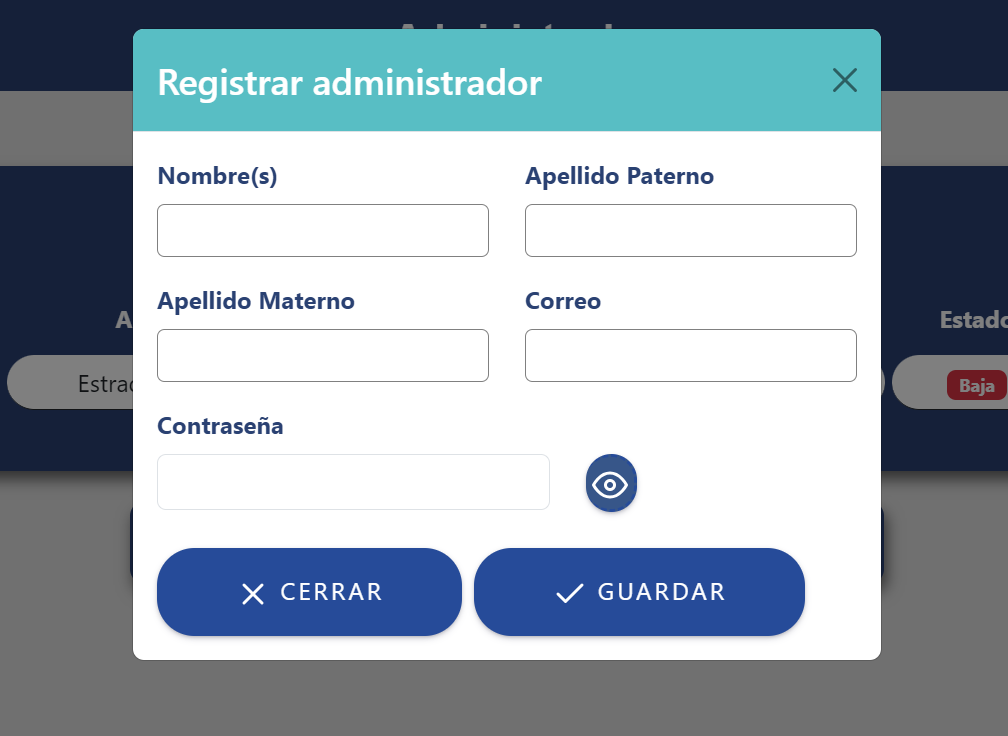 Registrar administrador
Nombre(s)
Apellido Paterno
Apellido Materno
Correo
Estado
Contraseña
Baja
CERRAR
GUARDAR